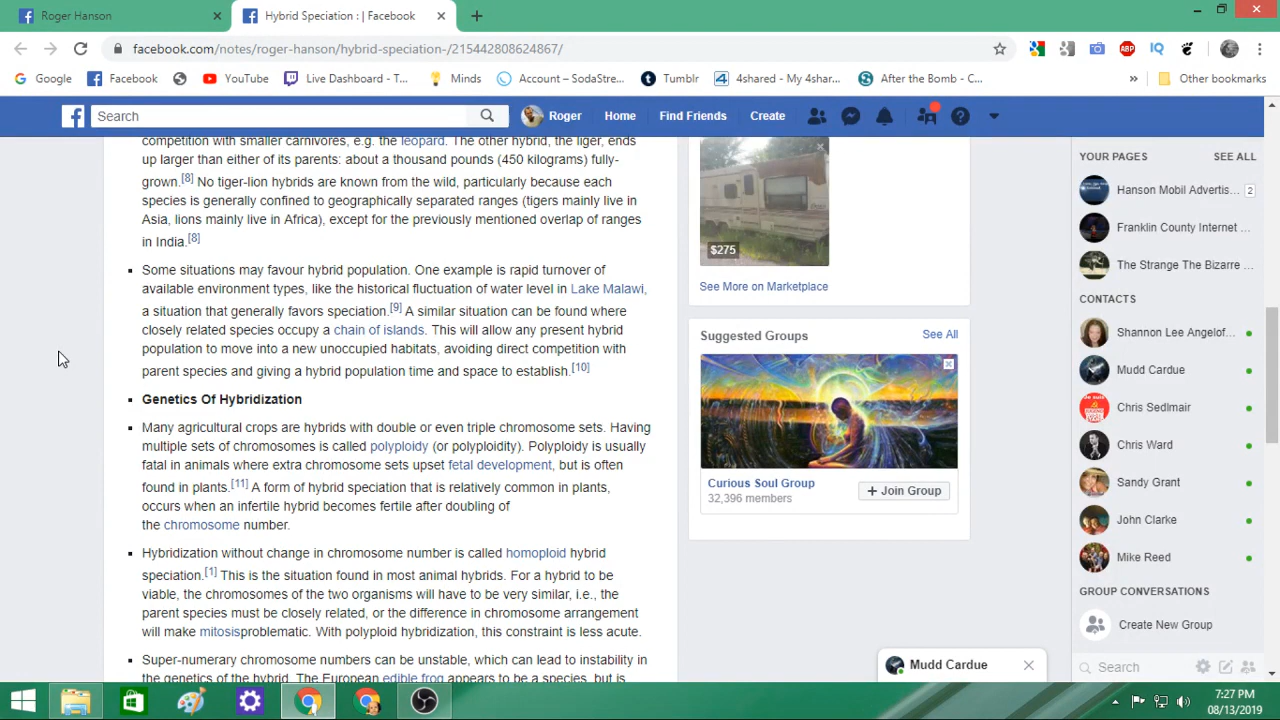 Roger Hanson
Hybrid Speciation : | Facebook
facebook.com/notes/roger-hanson/hybrid-speciation-/215442808624867/
Google Facebook YouTube Live Dashboard - T... Minds Account – SodaStre... Tumblr 4shared - My 4shar... After the Bomb - C... » Other bookmarks
Search
Roger Home Find Friends Create
competition with smaller carnivores, e.g. the leopard. The other hybrid, the liger, ends
up larger than either of its parents: about a thousand pounds (450 kilograms) fully-
grown.[8] No tiger-lion hybrids are known from the wild, particularly because each
species is generally confined to geographically separated ranges (tigers mainly live in
Asia, lions mainly live in Africa), except for the previously mentioned overlap of ranges
in India.[8]
Some situations may favour hybrid population. One example is rapid turnover of
available environment types, like the historical fluctuation of water level in Lake Malawi,
a situation that generally favors speciation.[9] A similar situation can be found where
closely related species occupy a chain of islands. This will allow any present hybrid
population to move into a new unoccupied habitats, avoiding direct competition with
parent species and giving a hybrid population time and space to establish.[10]
Genetics Of Hybridization
Many agricultural crops are hybrids with double or even triple chromosome sets. Having
multiple sets of chromosomes is called polyploidy (or polyploidity). Polyploidy is usually
fatal in animals where extra chromosome sets upset fetal development, but is often
found in plants.[11] A form of hybrid speciation that is relatively common in plants,
occurs when an infertile hybrid becomes fertile after doubling of
the chromosome number.
Hybridization without change in chromosome number is called homoploid hybrid
speciation.[1] This is the situation found in most animal hybrids. For a hybrid to be
viable, the chromosomes of the two organisms will have to be very similar, i.e., the
parent species must be closely related, or the difference in chromosome arrangement
will make mitosisproblematic. With polyploid hybridization, this constraint is less acute.
Super-numerary chromosome numbers can be unstable, which can lead to instability in
the genetics of the hybrid. The European edible frog appears to be a species, but is
$275
See More on Marketplace
Suggested Groups See All
Curious Soul Group
32,396 members
+ Join Group
YOUR PAGES SEE ALL
Hanson Mobil Advertis... 2
Franklin County Internet ...
The Strange The Bizarre ...
CONTACTS
Shannon Lee Angelof...
Mudd Cardue
Chris Sedlmair
Chris Ward
Sandy Grant
John Clarke
Mike Reed
GROUP CONVERSATIONS
Create New Group
Search
Mudd Cardue
7:27 PM
08/13/2019